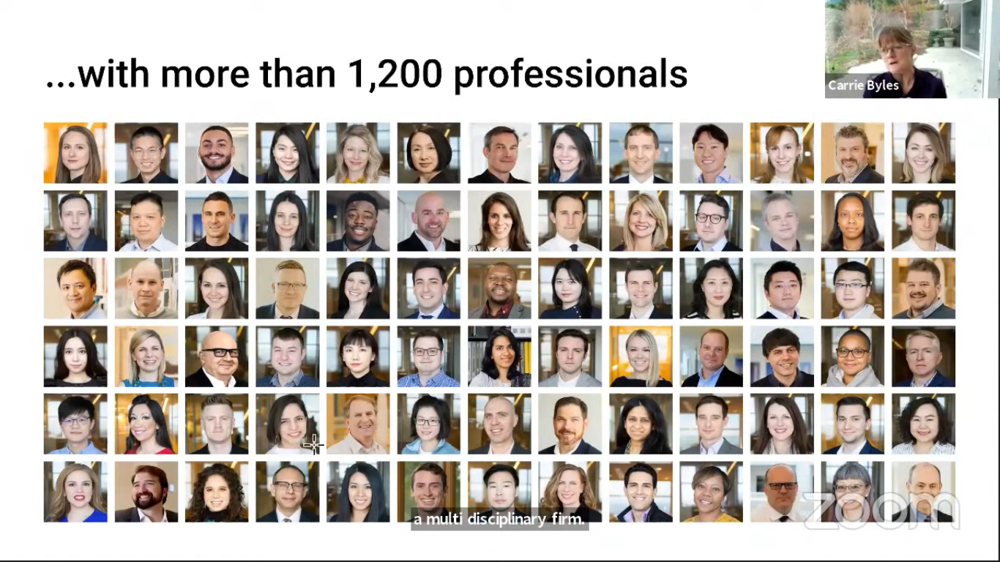 ...with more than 1,200 professionals
Carrie Byles
a multi disciplinary firm.
zoom